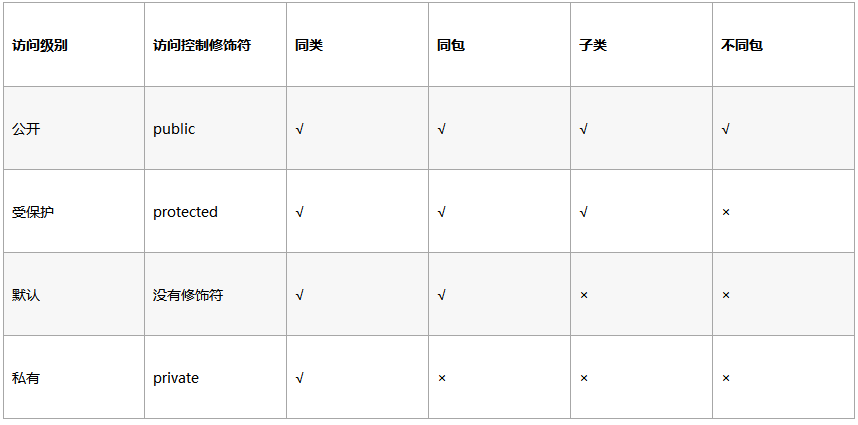 访问级别 访问控制修饰符 同类 同包 子类 不同包
公开 public √ √ √ √
受保护 protected √ √ √ ×
默认 没有修饰符 √ √ × ×
私有 private √ × × ×